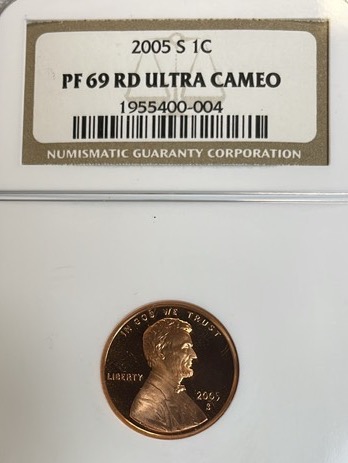 2005 S 1C
PF 69 RD ULTRA CAMEO
1955400-004
NUMISMATIC GUARANTY CORPORATION
IN GOD WE TRUST
LIBERTY
2005
S